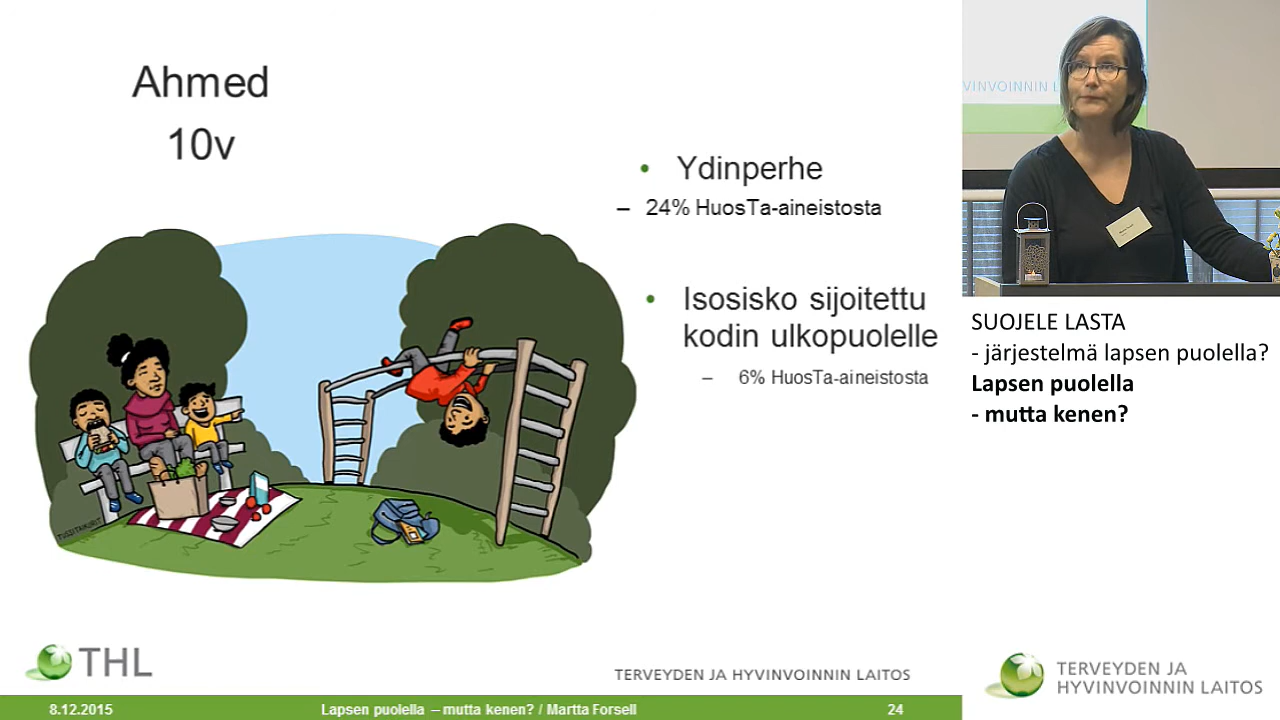 Ahmed
10v
• Ydinperhe
– 24% HuosTa-aineistosta
• Isosisko sijoitettu
kodin ulkopuolelle
– 6% HuosTa-aineistosta
THL
TERVEYDEN JA HYVINVOINNIN LAITOS
8.12.2015
Lapsen puolella – mutta kenen? / Martta Forsell
24
VINVOINNIN L
SUOJELE LASTA
- järjestelmä lapsen puolella?
Lapsen puolella
- mutta kenen?
TERVEYDEN JA
HYVINVOINNIN LAITOS